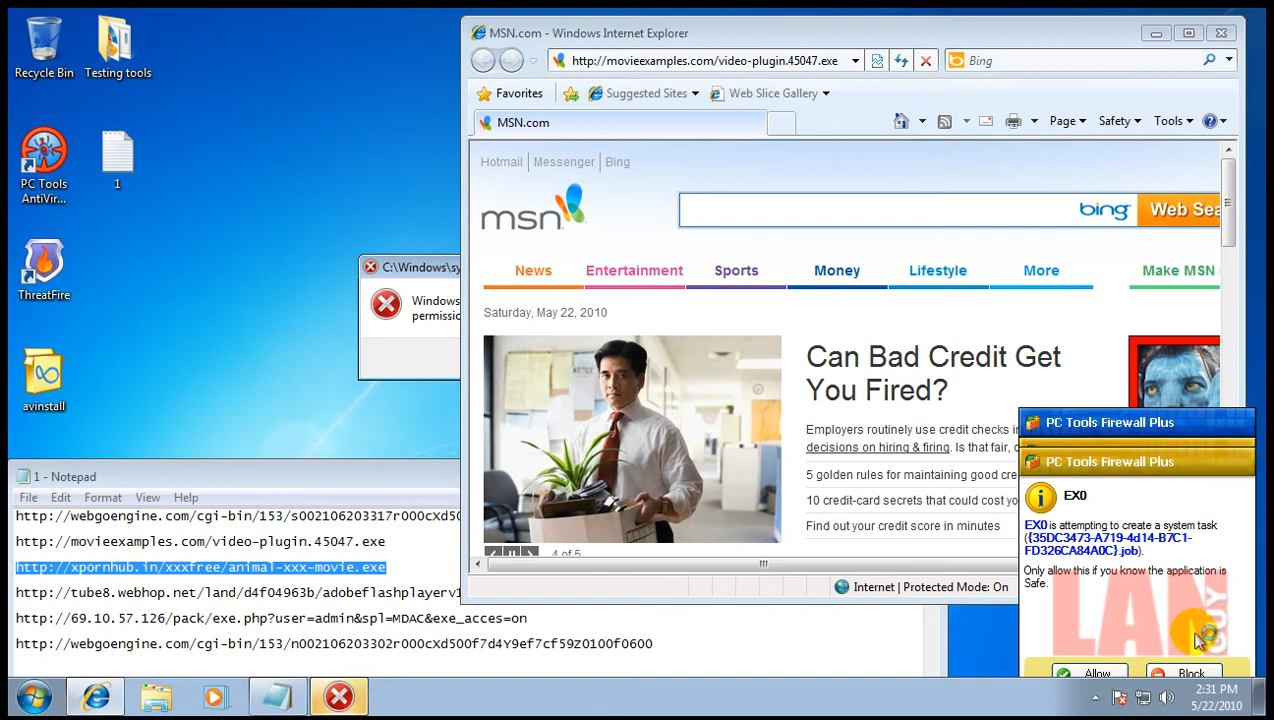 Recycle Bin
Testing tools
PC Tools
AntiVir...
1
ThreatFire
avinstall
C:\Windows\sy
Windows
permissio
MSN.com - Windows Internet Explorer
http://movieexamples.com/video-plugin.45047.exe
Bing
Favorites
Suggested Sites
Web Slice Gallery
MSN.com
Page
Safety
Tools
Hotmail
Messenger
Bing
msn
bing
Web Sea
News
Entertainment
Sports
Money
Lifestyle
More
Make MSN
Saturday, May 22, 2010
Can Bad Credit Get
You Fired?
Employers routinely use credit checks in
decisions on hiring & firing. Is that fair,
5 golden rules for maintaining good cre
10 credit-card secrets that could cost yo
Find out your credit score in minutes
4 of 5
Internet | Protected Mode: On
1 - Notepad
File Edit Format View Help
http://webgoengine.com/cgi-bin/153/s002106203317r000cXd50
http://movieexamples.com/video-plugin.45047.exe
http://xpornhub.in/xxxfree/animal-xxx-movie.exe
http://tube8.webhop.net/land/d4f04963b/adobeflashplayerv1
http://69.10.57.126/pack/exe.php?user=admin&spl=MDAC&exe_acces=on
http://webgoengine.com/cgi-bin/153/n002106203317r000cXd500f7d4Y9ef7cf59Z0100f0600
PC Tools Firewall Plus
PC Tools Firewall Plus
EX0
EX0 is attempting to create a system task
({35DC3473-A719-4d14-B7C1-
FD326CA84A0C}.job).
Only allow this if you know the application is
Safe.
LAN
GUY
Allow
Block
2:31 PM
5/22/2010